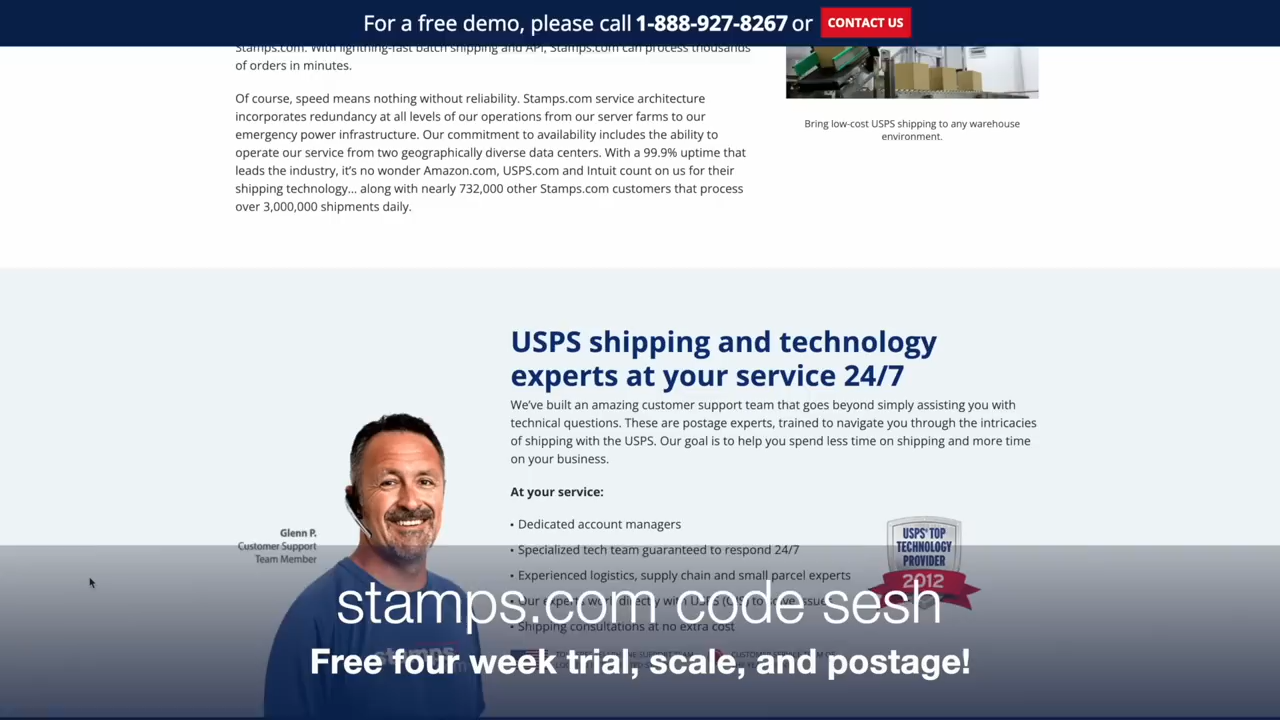 For a free demo, please call 1-888-927-8267 or CONTACT US
Stamps.com. With lightning-fast batch shipping and API, Stamps.com can process thousands
of orders in minutes.
Of course, speed means nothing without reliability. Stamps.com service architecture
incorporates redundancy at all levels of our operations from our server farms to our
emergency power infrastructure. Our commitment to availability includes the ability to
operate our service from two geographically diverse data centers. With a 99.9% uptime that
leads the industry, it's no wonder Amazon.com, USPS.com and Intuit count on us for their
shipping technology... along with nearly 732,000 other Stamps.com customers that process
over 3,000,000 shipments daily.
Bring low-cost USPS shipping to any warehouse
environment.
USPS shipping and technology
experts at your service 24/7
We've built an amazing customer support team that goes beyond simply assisting you with
technical questions. These are postage experts, trained to navigate you through the intricacies
of shipping with the USPS. Our goal is to help you spend less time on shipping and more time
on your business.
At your service:
• Dedicated account managers
• Specialized tech team guaranteed to respond 24/7
• Experienced logistics, supply chain and small parcel experts
• Our experts work directly with USPS (CIS) to solve issues
• Shipping consultations at no extra cost
Glenn P.
Customer Support
Team Member
USPS' TOP
TECHNOLOGY
PROVIDER
2012
stamps
stamps.com code sesh
Free four week trial, scale, and postage!